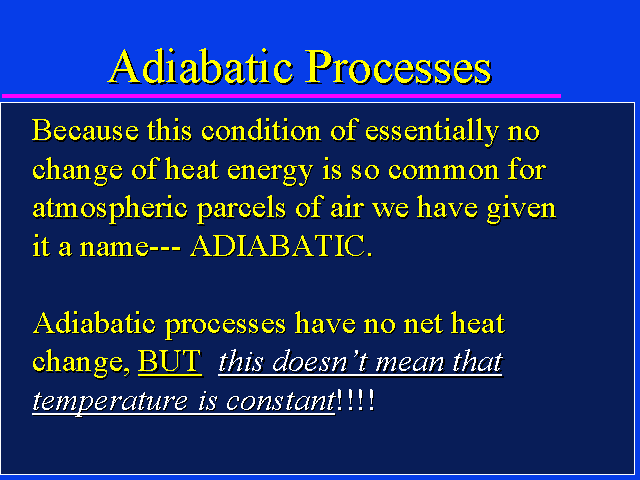 Adiabatic Processes
Because this condition of essentially no
change of heat energy is so common for
atmospheric parcels of air we have given
it a name--- ADIABATIC.
Adiabatic processes have no net heat
change, BUT this doesn’t mean that
temperature is constant!!!!